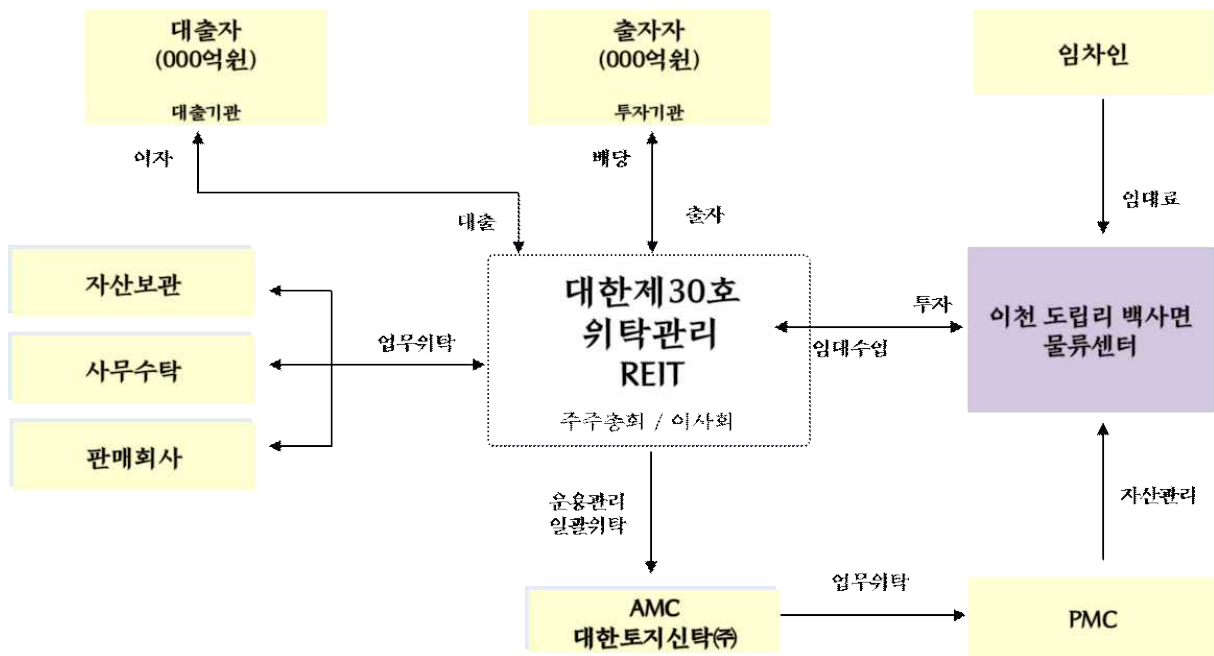 대출자
(000억원)
대출기관
출자자
(000억원)
투자기관
임차인
이자
배당
임대료
대출
출자
자산보관
사무수탁
판매회사
업무위탁
대한제30호
위탁관리
REIT
주주총회 / 이사회
투자
임대수입
이천 도립리 백사면
물류센터
운용관리
일괄위탁
자산관리
업무위탁
AMC
대한토지신탁㈜
PMC